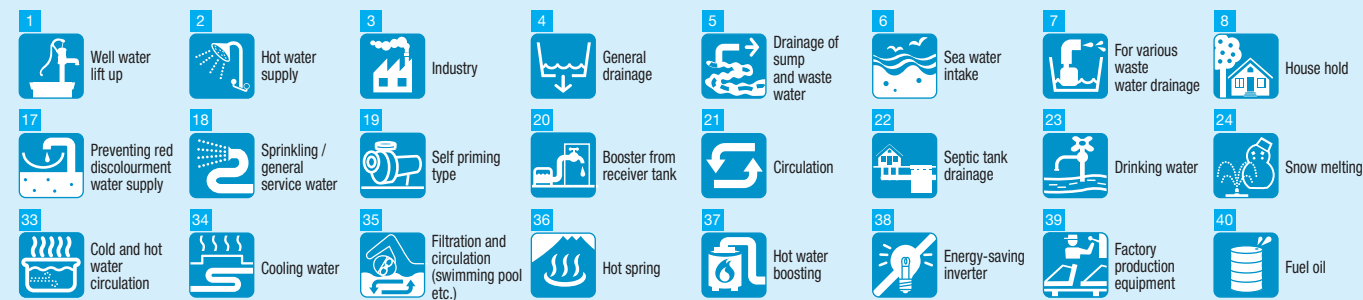 1
Well water
lift up
2
Hot water
supply
3
Industry
4
General
drainage
5
Drainage of
sump
and waste
water
6
Sea water
intake
7
For various
waste
water drainage
8
House hold
17
Preventing red
discolourment
water supply
18
Sprinkling /
general
service water
19
Self priming
type
20
Booster from
receiver tank
21
Circulation
22
Septic tank
drainage
23
Drinking water
24
Snow melting
33
Cold and hot
water
circulation
34
Cooling water
35
Filtration and
circulation
(swimming pool
etc.)
36
Hot spring
37
Hot water
boosting
38
Energy-saving
inverter
39
Factory
production
equipment
40
Fuel oil